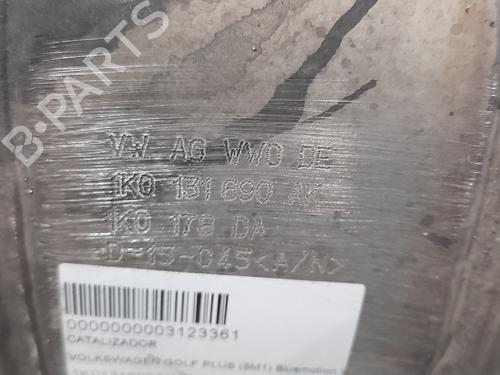 B-PARTS
VW AG WWO DE
1K0 131 690 AK
1K0 178 DA
D-15-045<A/N>
0000000003123361
CATALIZADOR
VOLKSWAGEN GOLF PLUS (5M1) Bluemotion